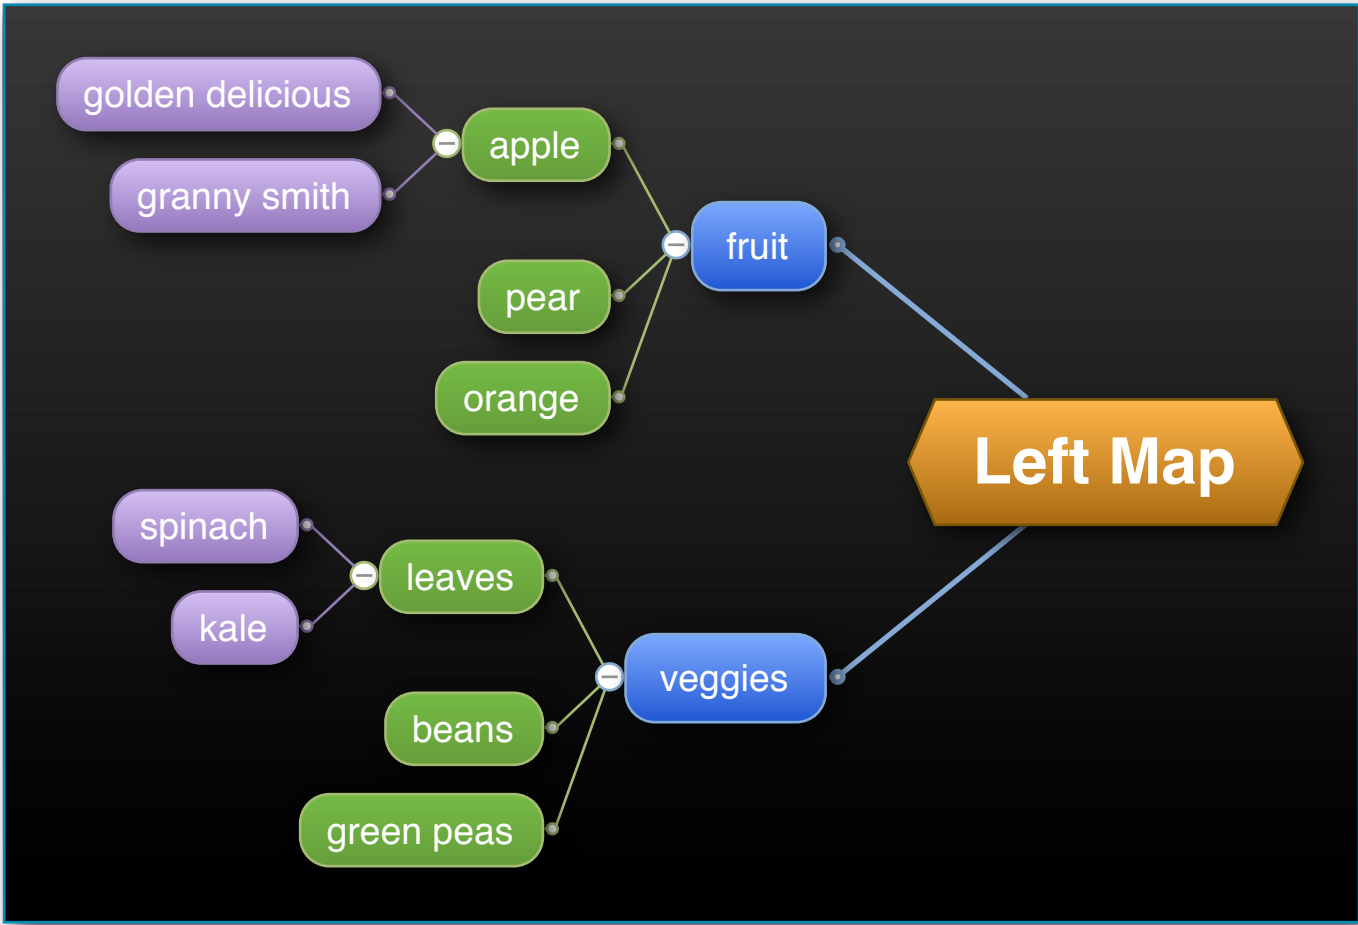 golden delicious
granny smith
apple
pear
orange
fruit
Left Map
spinach
kale
leaves
beans
green peas
veggies